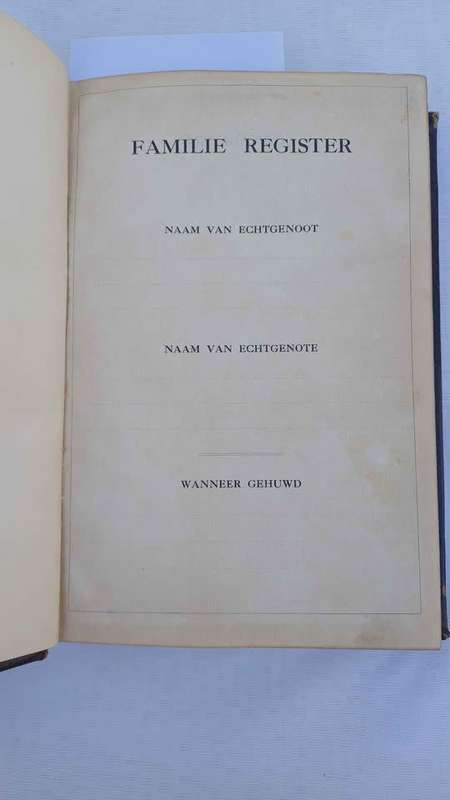 FAMILIE REGISTER
NAAM VAN ECHTGENOOT
NAAM VAN ECHTGENOTE
WANNEER GEHUWD